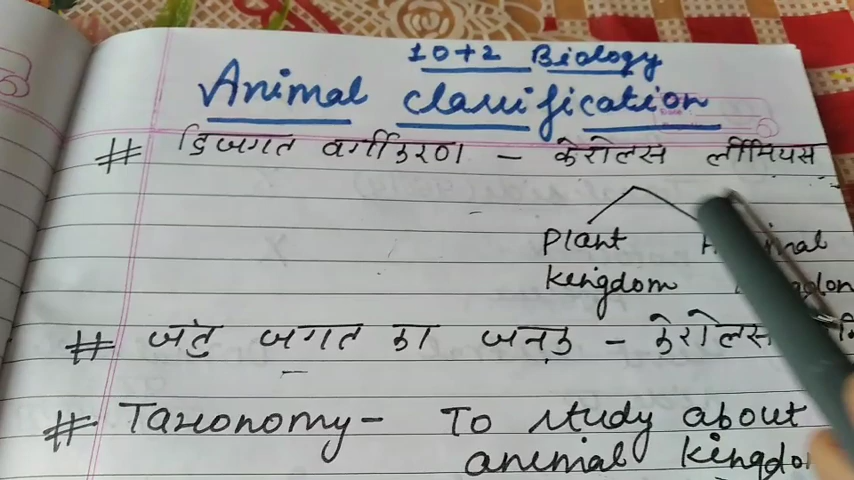 10+2 Biology
Animal classification
# द्विजगत वर्गीकरण - केरोलस लीनियस
Plant
Kingdom
# जंतु जगत का जनक - केरोलस
# Taxonomy- To study about
animal kingdo